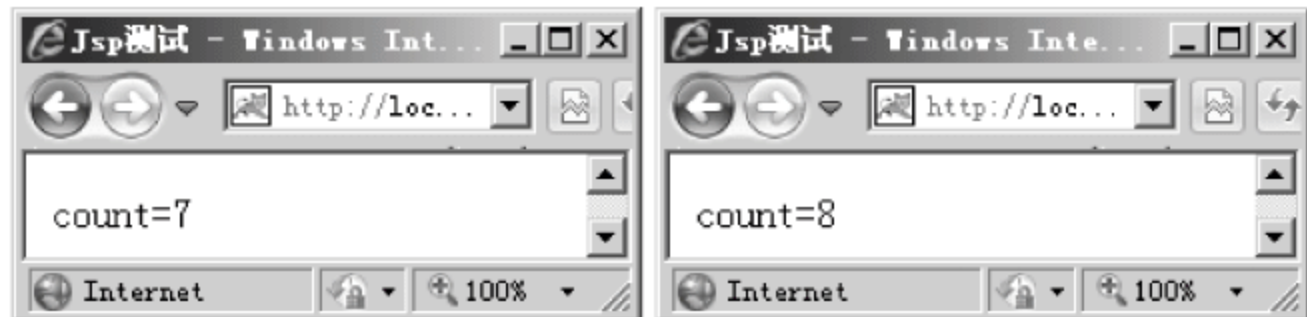 Jsp测试 - Windows Int...
http://loc...
count=7
Internet
100%
Jsp测试 - Windows Inte...
http://loc...
count=8
Internet
100%